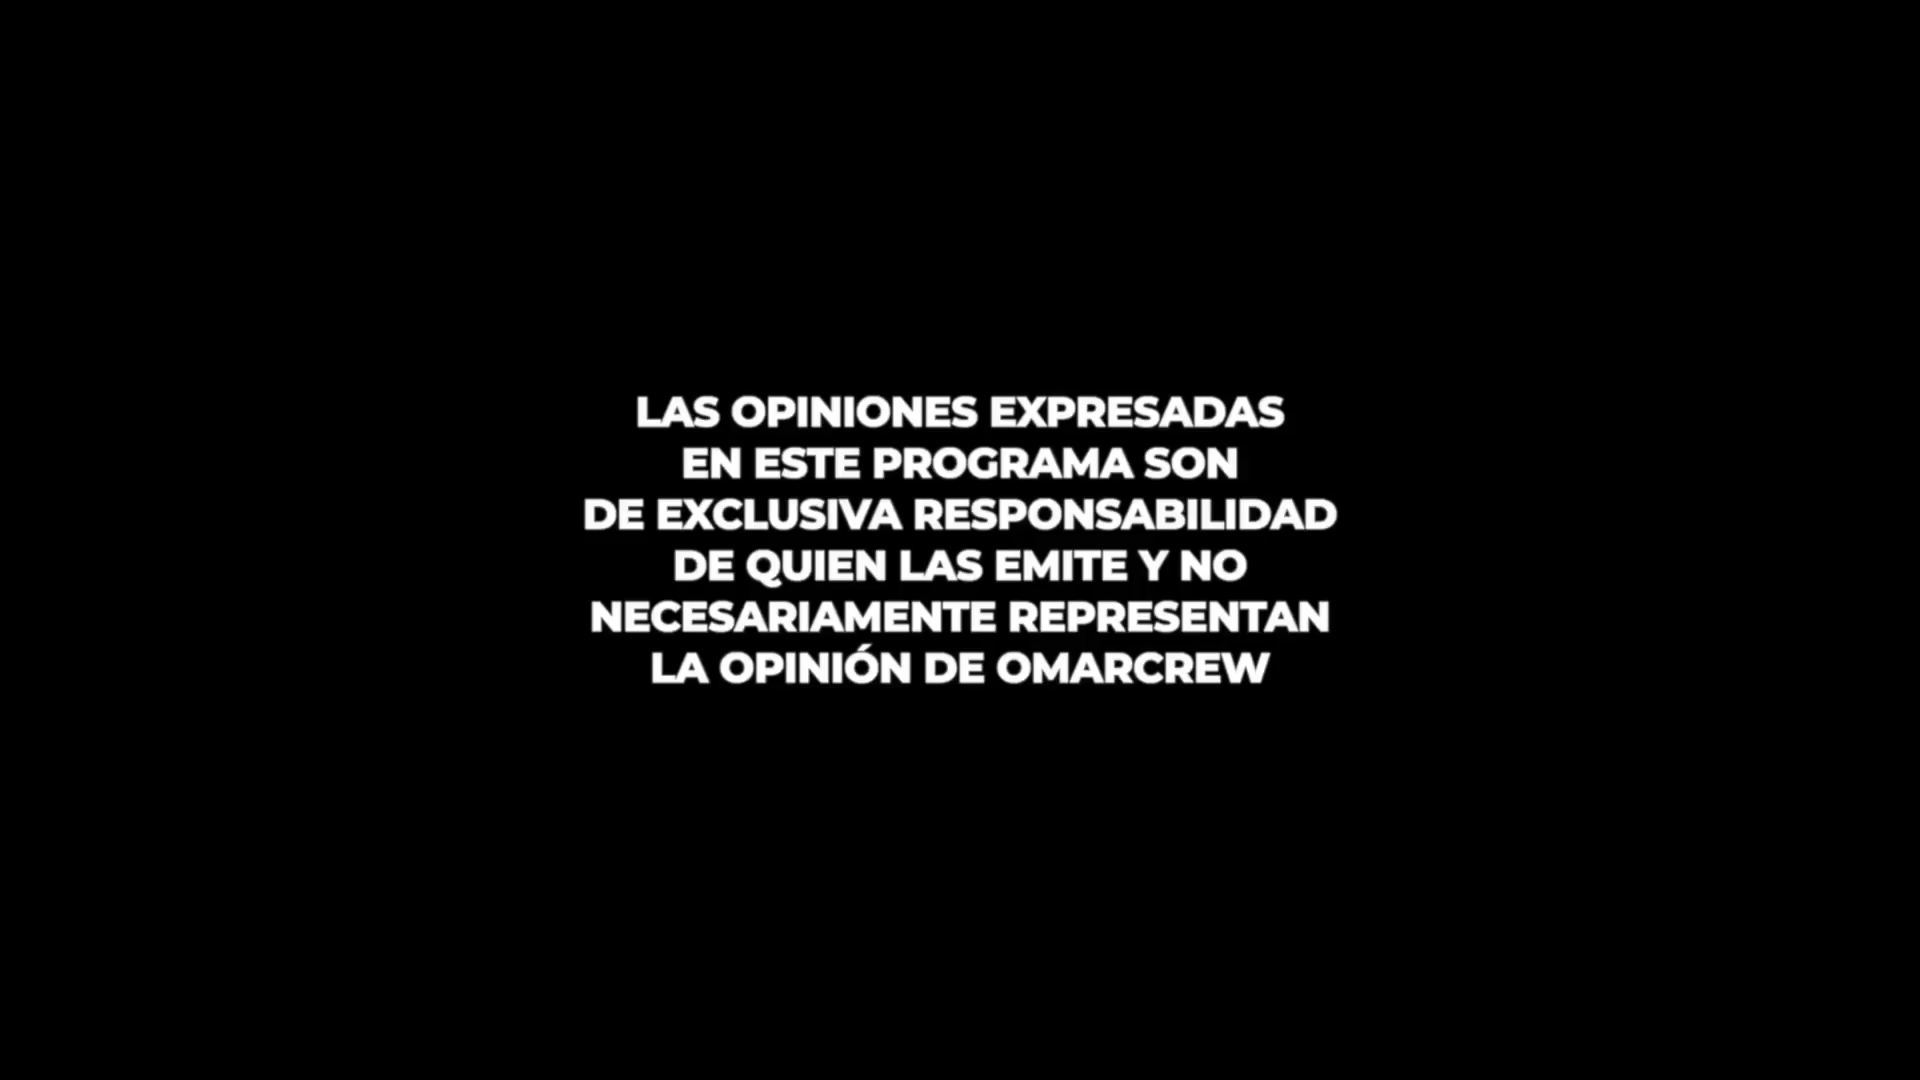 LAS OPINIONES EXPRESADAS
EN ESTE PROGRAMA SON
DE EXCLUSIVA RESPONSABILIDAD
DE QUIEN LAS EMITE Y NO
NECESARIAMENTE REPRESENTAN
LA OPINIÓN DE OMARCREW